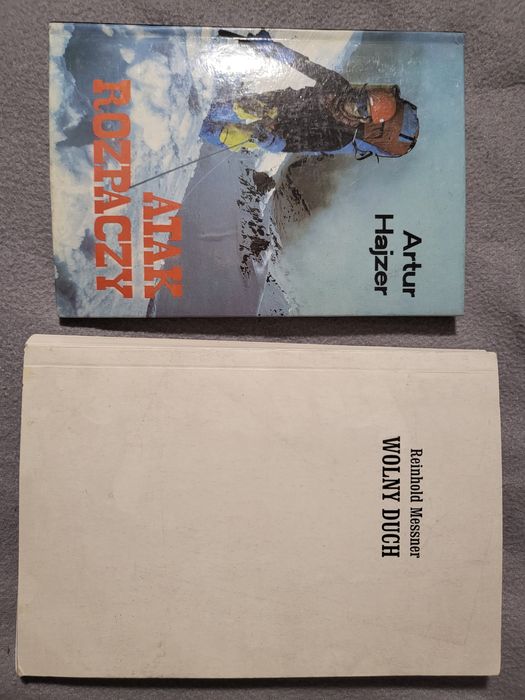 Artur
Hajzer
ATAK
ROZPACZY
Reinhold Messner
WOLNY DUCH